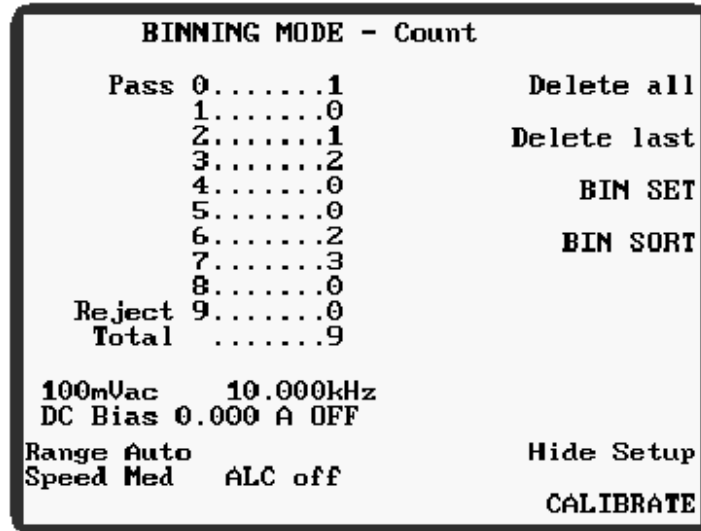 BINNING MODE - Count
Pass 0.......1 Delete all
1.......0
2.......1 Delete last
3.......2
4.......0 BIN SET
5.......0
6.......2 BIN SORT
7.......3
8.......0
Reject 9.......0
Total .......9
100mVac 10.000kHz
DC Bias 0.000 A OFF
Range Auto Hide Setup
Speed Med ALC off
CALIBRATE